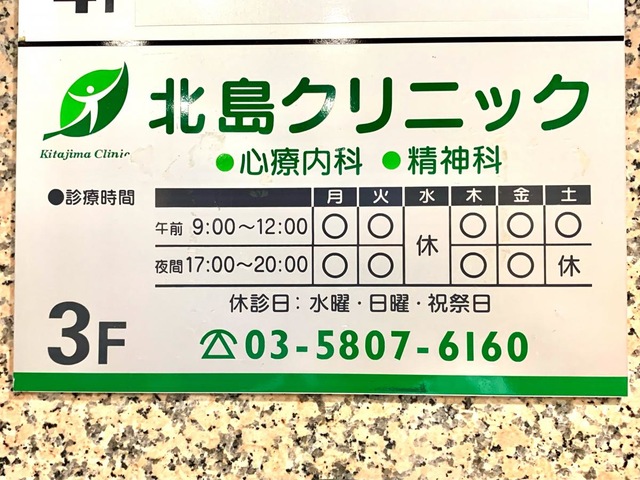 4F
北島クリニック
Kitajima Clinic
●心療内科 ●精神科
●診療時間 月 火 水 木 金 土
午前 9:00〜12:00 〇 〇 休 〇 〇 〇
夜間 17:00〜20:00 〇 〇 〇 〇 休
休診日：水曜・日曜・祝祭日
3F ☎03-5807-6160